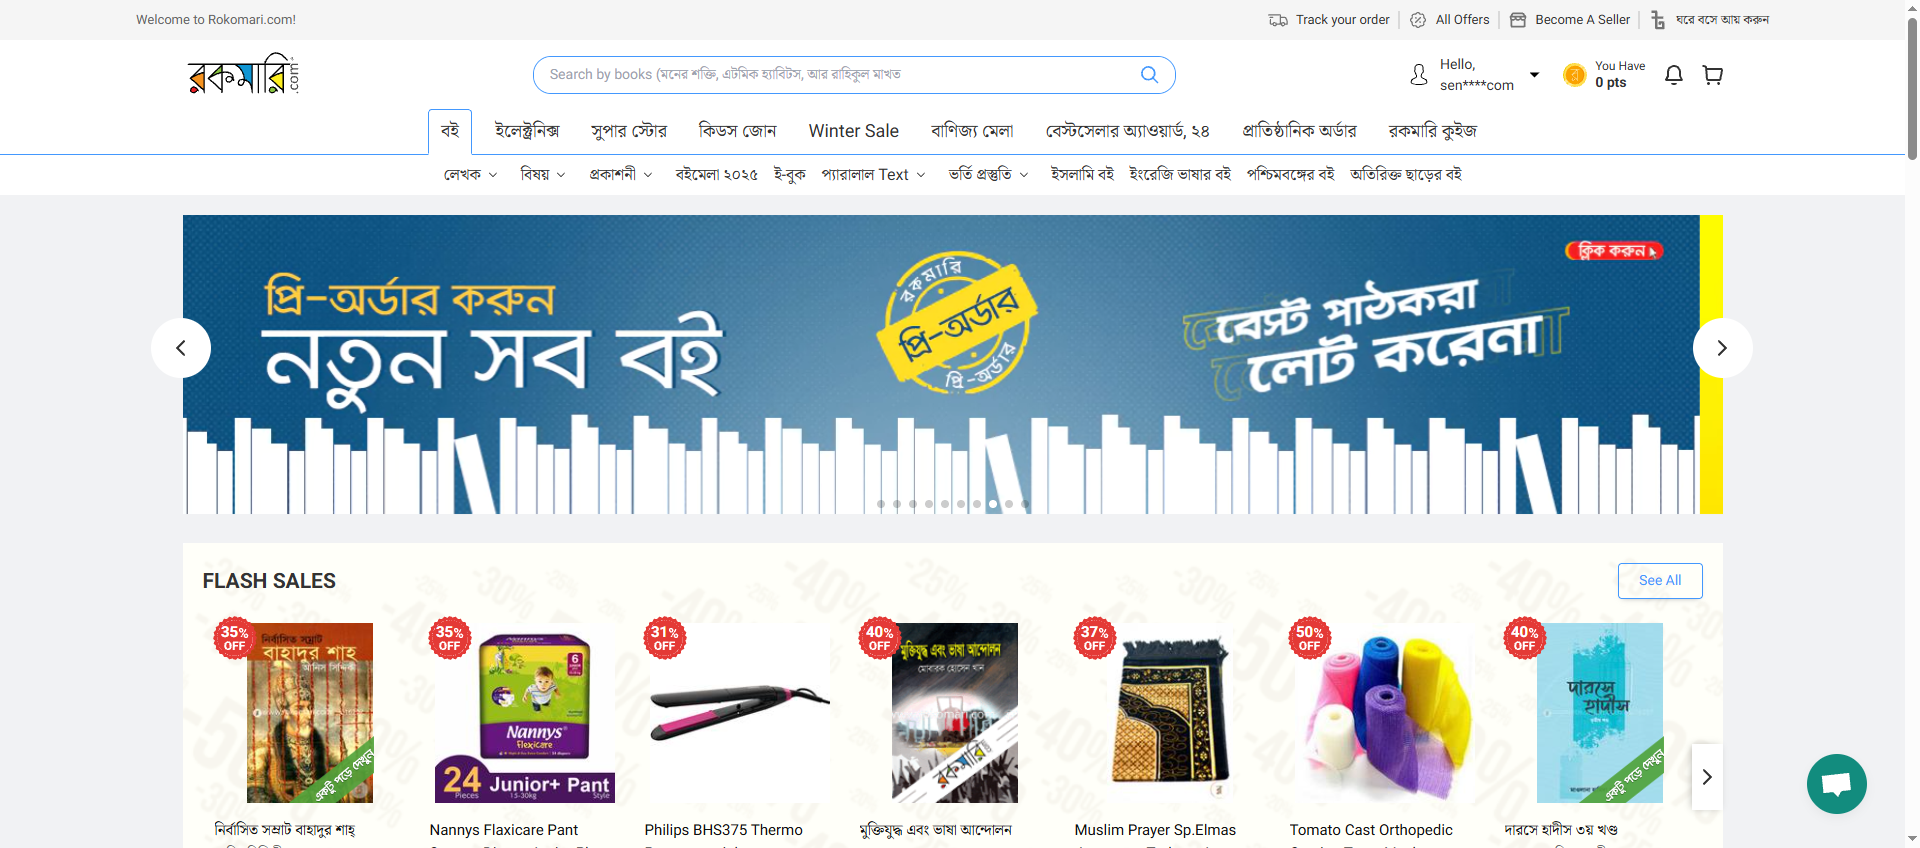 Welcome to Rokomari.com!
Track your order
All Offers
Become A Seller
ঘরে বসে আয় করুন
রকমারি.com
Search by books (মনের শক্তি, এটমিক হ্যাবিটস, আর রাহিকুল মাখত
Hello,
sen****com
You Have
0 pts
বই ইলেক্ট্রনিক্স সুপার স্টোর কিডস জোন Winter Sale বাণিজ্য মেলা বেস্টসেলার অ্যাওয়ার্ড, ২৪ প্রাতিষ্ঠানিক অর্ডার রকমারি কুইজ
লেখক বিষয় প্রকাশনী বইমেলা ২০২৫ ই-বুক প্যারালাল Text ভর্তি প্রস্তুতি ইসলামি বই ইংরেজি ভাষার বই পশ্চিমবঙ্গের বই অতিরিক্ত ছাড়ের বই
ক্লিক করুন
প্রি-অর্ডার করুন
নতুন সব বই
রকমারি
প্রি-অর্ডার
প্রি-অর্ডার
বেস্ট পাঠকরা
লেট করেনা
FLASH SALES
See All
35% OFF
নির্বাসিত সম্রাট
বাহাদুর শাহ্
আনিস সিদ্দিকী
একটু পড়ে দেখুন
35% OFF
6
Nannys
Flexicare
24 Pieces
Junior+ Pant
15-30kg Style
31% OFF
40% OFF
মুক্তিযুদ্ধ এবং ভাষা আন্দোলন
মোবারক হোসেন খান
রকমারি
37% OFF
50% OFF
40% OFF
দারসে
হাদীস
একটু পড়ে দেখুন
নির্বাসিত সম্রাট বাহাদুর শাহ্
Nannys Flaxicare Pant
Philips BHS375 Thermo
মুক্তিযুদ্ধ এবং ভাষা আন্দোলন
Muslim Prayer Sp.Elmas
Tomato Cast Orthopedic
দারসে হাদীস ৩য় খণ্ড